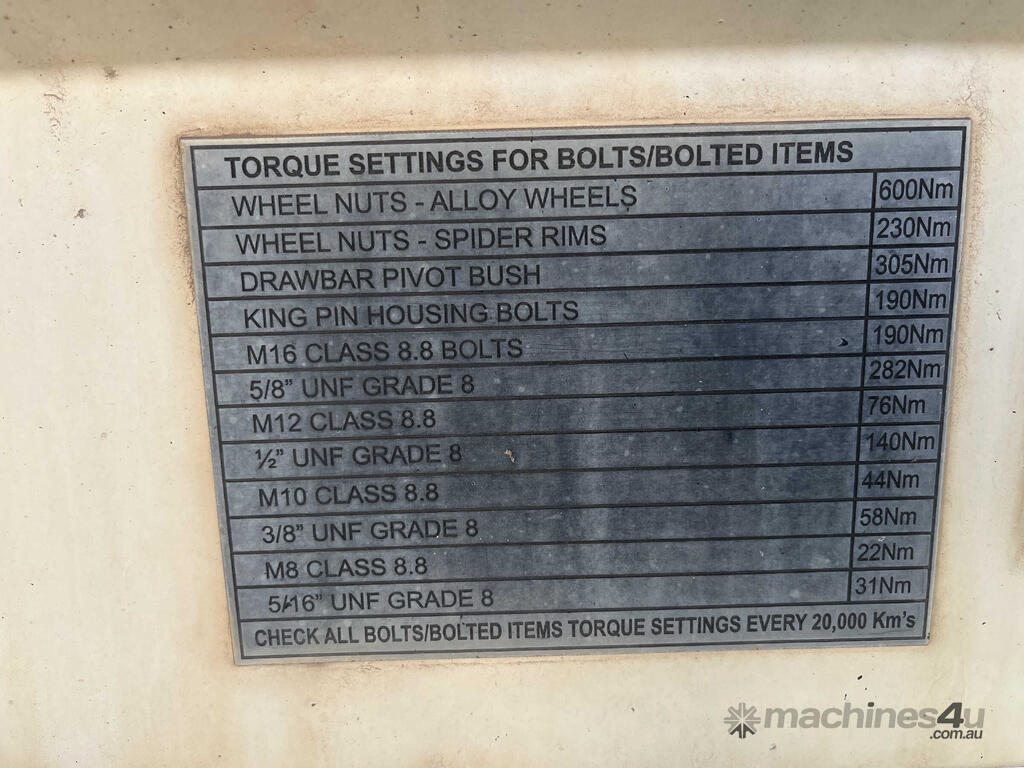 TORQUE SETTINGS FOR BOLTS/BOLTED ITEMS
WHEEL NUTS - ALLOY WHEELS 600Nm
WHEEL NUTS - SPIDER RIMS 230Nm
DRAWBAR PIVOT BUSH 305Nm
KING PIN HOUSING BOLTS 190Nm
M16 CLASS 8.8 BOLTS 190Nm
5/8" UNF GRADE 8 282Nm
M12 CLASS 8.8 76Nm
½" UNF GRADE 8 140Nm
M10 CLASS 8.8 44Nm
3/8" UNF GRADE 8 58Nm
M8 CLASS 8.8 22Nm
5/16" UNF GRADE 8 31Nm
CHECK ALL BOLTS/BOLTED ITEMS TORQUE SETTINGS EVERY 20,000 Km's
machines4u
.com.au